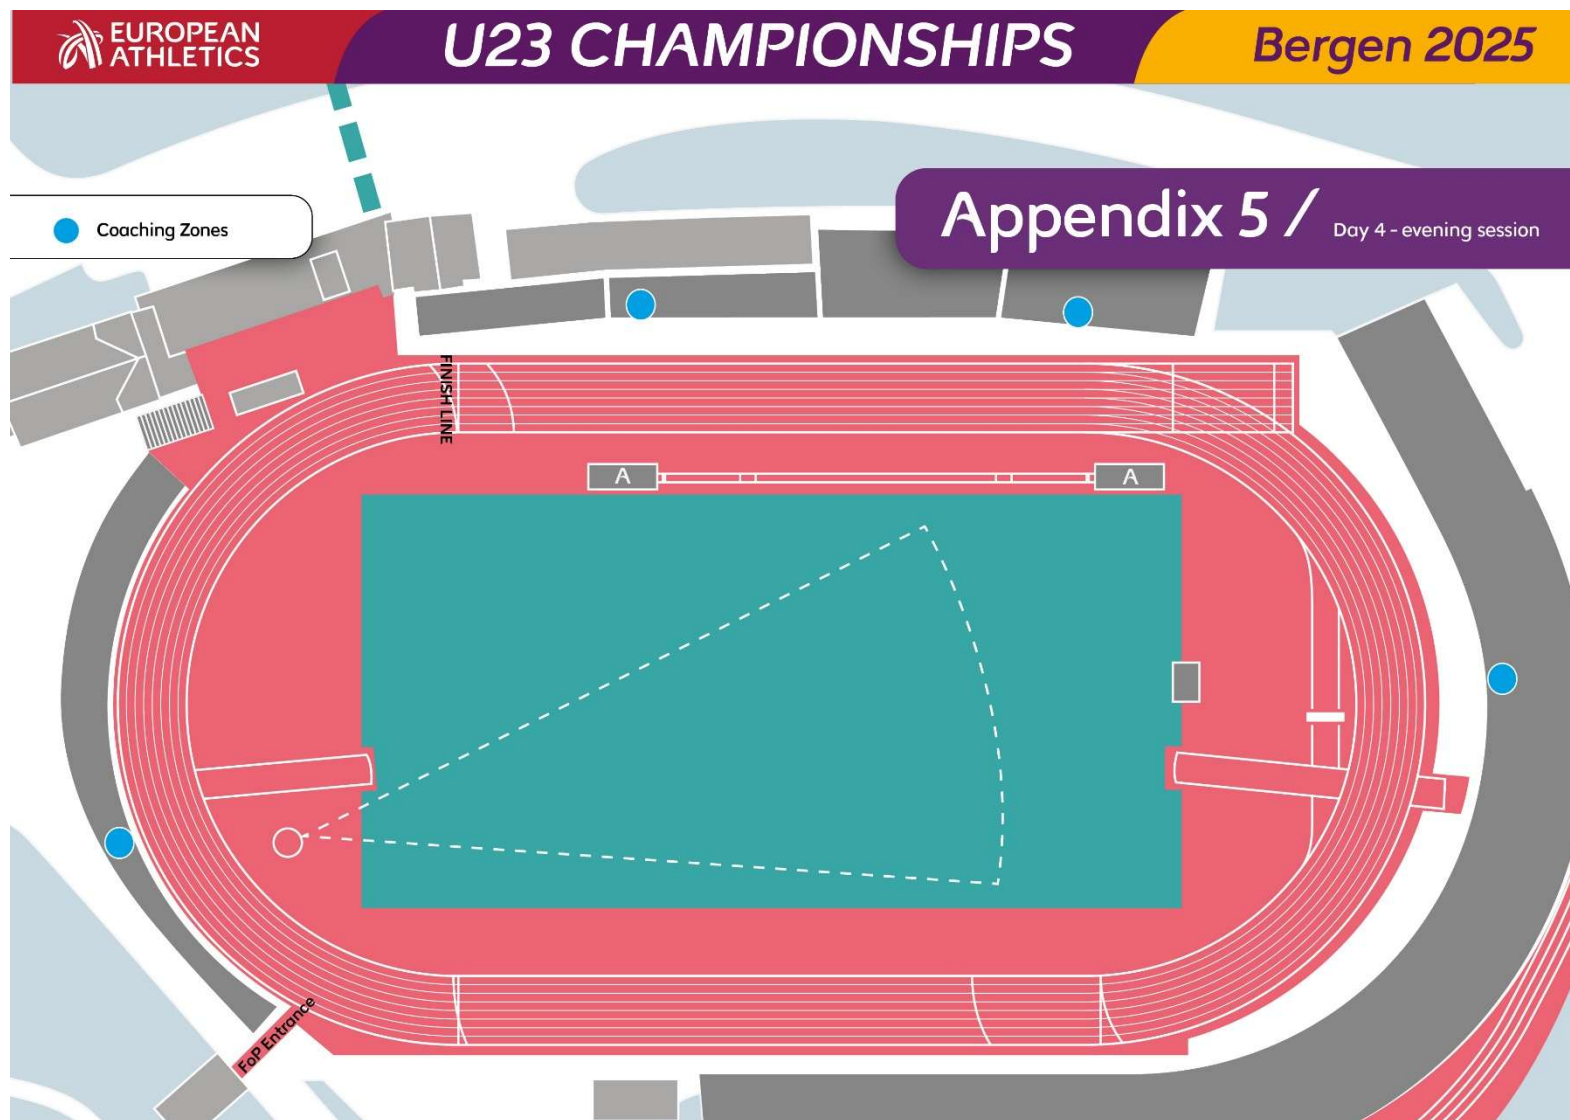 EUROPEAN
ATHLETICS
U23 CHAMPIONSHIPS
Bergen 2025
Appendix 5 / Day 4 - evening session
Coaching Zones
FINISH LINE
A
A
FoP Entrance